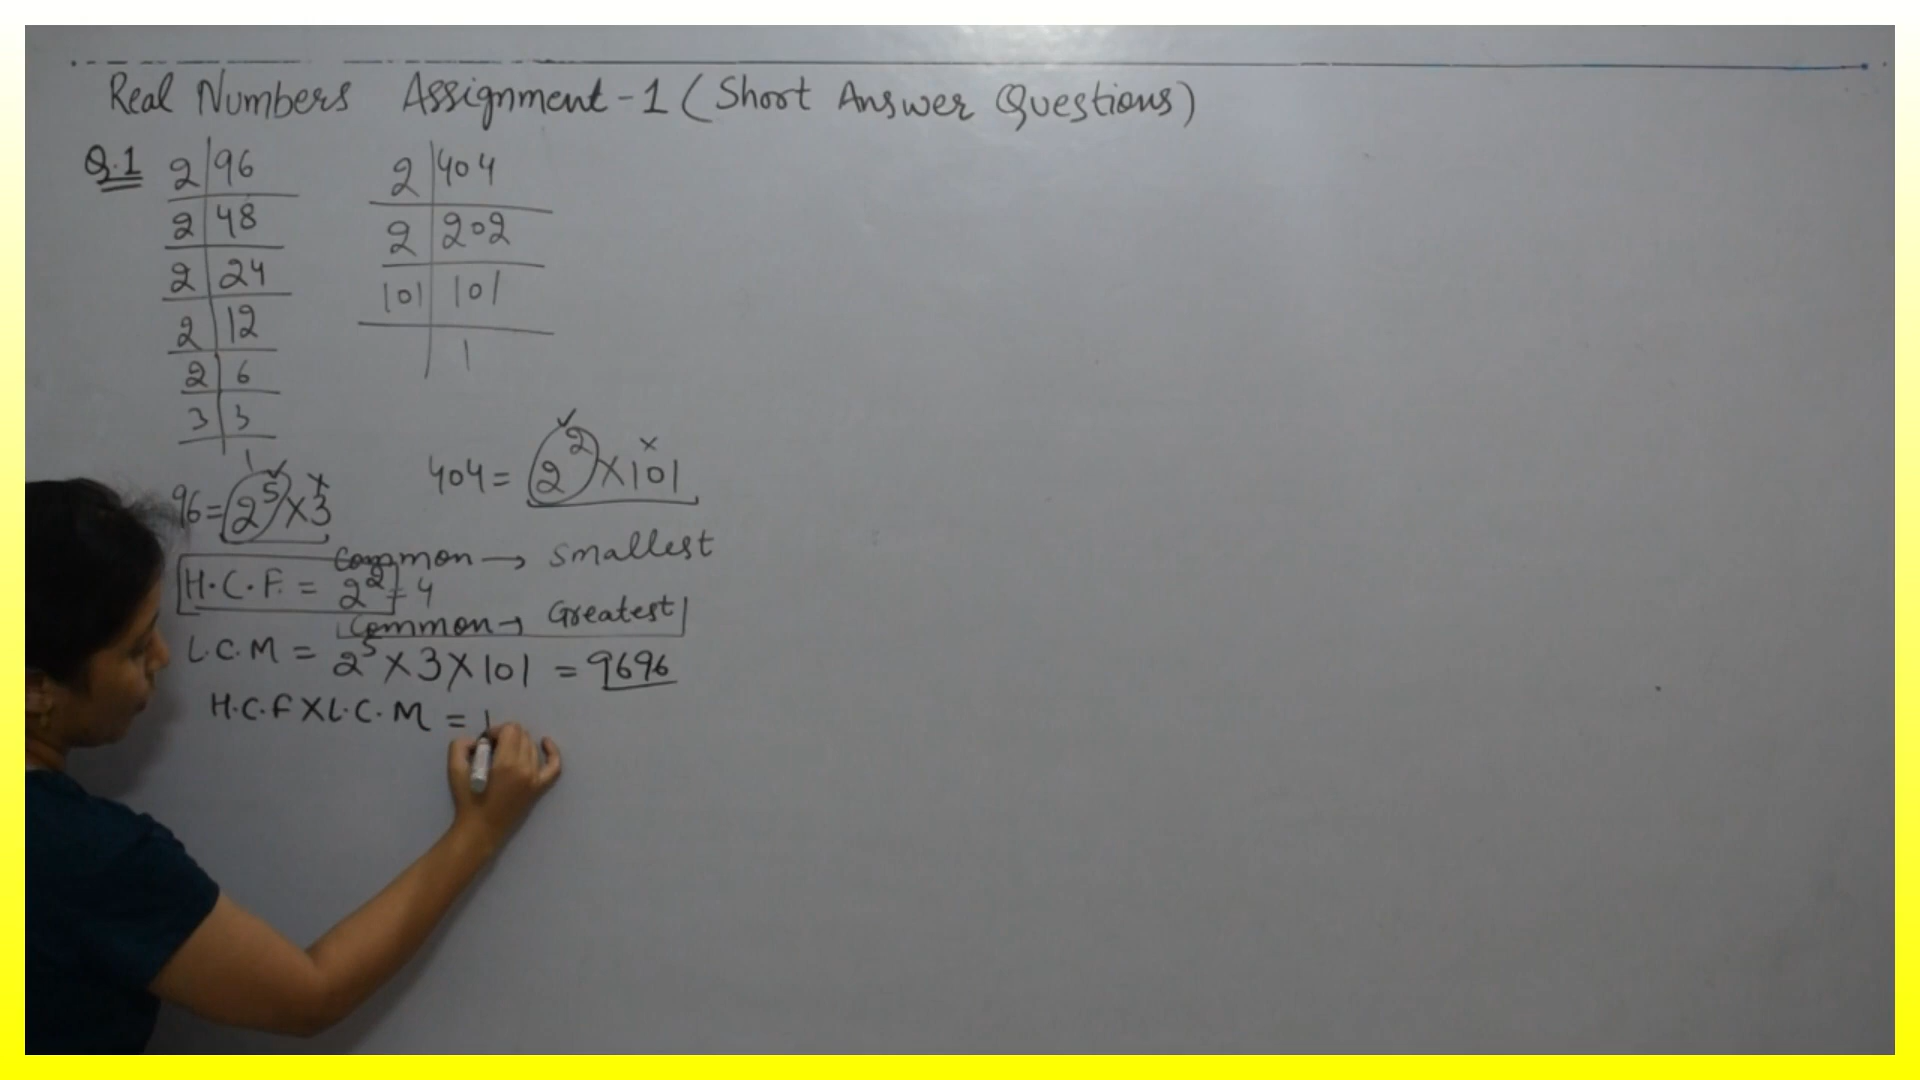 Real Numbers Assignment-1 (Short Answer Questions)
Q.1
2|96
2|48
2|24
2|12
2|6
3|3
1
2|404
2|202
101|101
1
96=2⁵×3
404=2²×101
Common → Smallest
H.C.F. = 2² = 4
Common → Greatest
L.C.M = 2⁵×3×101 = 9696
H.C.F×L.C.M =